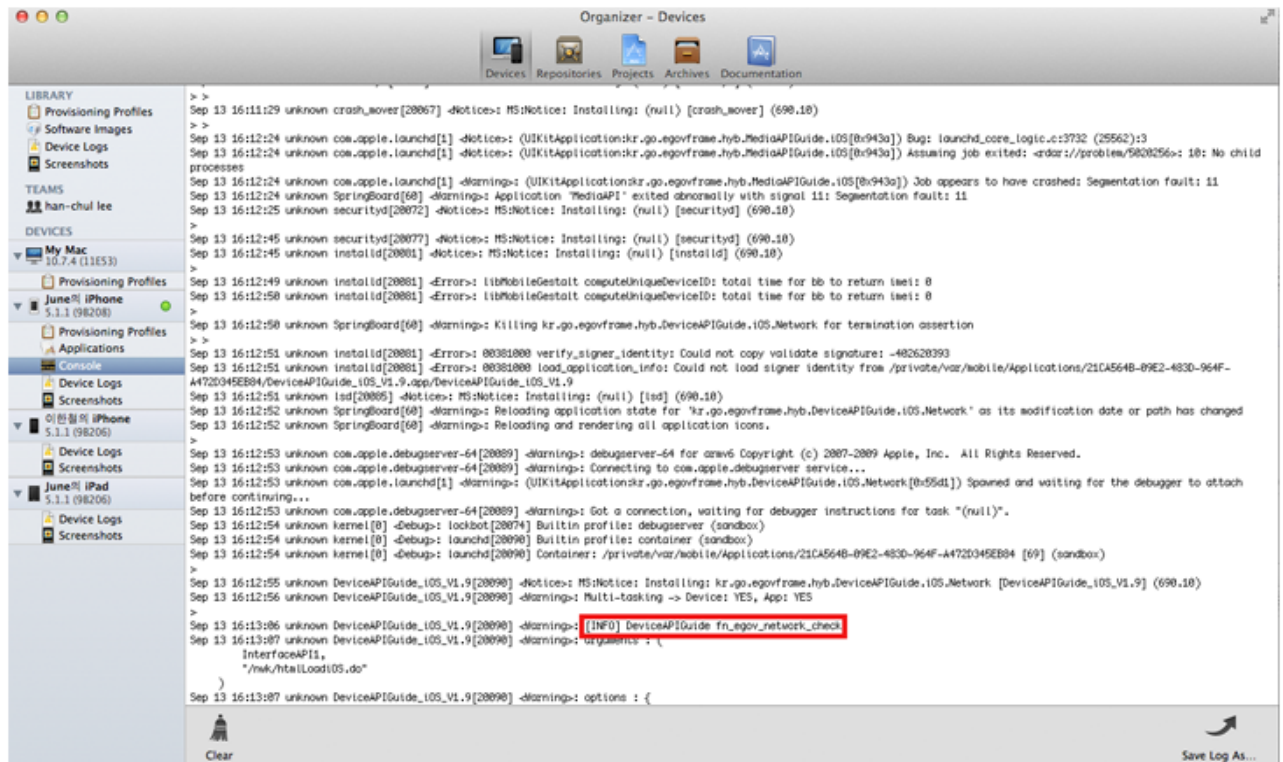 Organizer – Devices
Devices Repositories Projects Archives Documentation
LIBRARY
Provisioning Profiles
Software Images
Device Logs
Screenshots
TEAMS
han-chul lee
DEVICES
My Mac
10.7.4 (11E53)
Provisioning Profiles
June의 iPhone
5.1.1 (9B208)
Provisioning Profiles
Applications
Console
Device Logs
Screenshots
이한철의 iPhone
5.1.1 (9B206)
Device Logs
Screenshots
June의 iPad
5.1.1 (9B206)
Device Logs
Screenshots
> >
Sep 13 16:11:29 unknown crash_mover[20067] <Notice>: MS:Notice: Installing: (null) [crash_mover] (690.10)
> >
Sep 13 16:12:24 unknown com.apple.launchd[1] <Notice>: (UIKitApplication:kr.go.egovframe.hyb.MediaAPIGuide.iOS[0x943a]) Bug: launchd_core_logic.c:3732 (25562):3
Sep 13 16:12:24 unknown com.apple.launchd[1] <Notice>: (UIKitApplication:kr.go.egovframe.hyb.MediaAPIGuide.iOS[0x943a]) Assuming job exited: <rdar://problem/5020256>: 10: No child
processes
Sep 13 16:12:24 unknown com.apple.launchd[1] <Warning>: (UIKitApplication:kr.go.egovframe.hyb.MediaAPIGuide.iOS[0x943a]) Job appears to have crashed: Segmentation fault: 11
Sep 13 16:12:24 unknown SpringBoard[60] <Warning>: Application 'MediaAPI' exited abnormally with signal 11: Segmentation fault: 11
Sep 13 16:12:25 unknown securityd[20072] <Notice>: MS:Notice: Installing: (null) [securityd] (690.10)
>
Sep 13 16:12:45 unknown securityd[20077] <Notice>: MS:Notice: Installing: (null) [securityd] (690.10)
Sep 13 16:12:45 unknown installd[20081] <Notice>: MS:Notice: Installing: (null) [installd] (690.10)
>
Sep 13 16:12:49 unknown installd[20081] <Error>: libMobileGestalt computeUniqueDeviceID: total time for bb to return imei: 0
Sep 13 16:12:50 unknown installd[20081] <Error>: libMobileGestalt computeUniqueDeviceID: total time for bb to return imei: 0
>
Sep 13 16:12:50 unknown SpringBoard[60] <Warning>: Killing kr.go.egovframe.hyb.DeviceAPIGuide.iOS.Network for termination assertion
> >
Sep 13 16:12:51 unknown installd[20081] <Error>: 00381000 verify_signer_identity: Could not copy validate signature: -402620393
Sep 13 16:12:51 unknown installd[20081] <Error>: 00381000 load_application_info: Could not load signer identity from /private/var/mobile/Applications/21CA564B-09E2-483D-964F-
A472D345EB84/DeviceAPIGuide_iOS_V1.9.app/DeviceAPIGuide_iOS_V1.9
Sep 13 16:12:51 unknown lsd[20085] <Notice>: MS:Notice: Installing: (null) [lsd] (690.10)
Sep 13 16:12:52 unknown SpringBoard[60] <Warning>: Reloading application state for 'kr.go.egovframe.hyb.DeviceAPIGuide.iOS.Network' as its modification date or path has changed
Sep 13 16:12:52 unknown SpringBoard[60] <Warning>: Reloading and rendering all application icons.
>
Sep 13 16:12:53 unknown com.apple.debugserver-64[20089] <Warning>: debugserver-64 for armv6 Copyright (c) 2007-2009 Apple, Inc. All Rights Reserved.
Sep 13 16:12:53 unknown com.apple.debugserver-64[20089] <Warning>: Connecting to com.apple.debugserver service...
Sep 13 16:12:53 unknown com.apple.launchd[1] <Warning>: (UIKitApplication:kr.go.egovframe.hyb.DeviceAPIGuide.iOS.Network[0x55d1]) Spawned and waiting for the debugger to attach
before continuing...
Sep 13 16:12:53 unknown com.apple.debugserver-64[20089] <Warning>: Got a connection, waiting for debugger instructions for task "(null)".
Sep 13 16:12:54 unknown kernel[0] <Debug>: lockbot[20074] Builtin profile: debugserver (sandbox)
Sep 13 16:12:54 unknown kernel[0] <Debug>: launchd[20090] Builtin profile: container (sandbox)
Sep 13 16:12:54 unknown kernel[0] <Debug>: launchd[20090] Container: /private/var/mobile/Applications/21CA564B-09E2-483D-964F-A472D345EB84 [69] (sandbox)
>
Sep 13 16:12:55 unknown DeviceAPIGuide_iOS_V1.9[20090] <Notice>: MS:Notice: Installing: kr.go.egovframe.hyb.DeviceAPIGuide.iOS.Network [DeviceAPIGuide_iOS_V1.9] (690.10)
Sep 13 16:12:56 unknown DeviceAPIGuide_iOS_V1.9[20090] <Warning>: Multi-tasking -> Device: YES, App: YES
>
Sep 13 16:13:06 unknown DeviceAPIGuide_iOS_V1.9[20090] <Warning>: [INFO] DeviceAPIGuide fn_egov_network_check
Sep 13 16:13:07 unknown DeviceAPIGuide_iOS_V1.9[20090] <Warning>: arguments : (
InterfaceAPI1,
"/nwk/htmlLoadiOS.do"
)
Sep 13 16:13:07 unknown DeviceAPIGuide_iOS_V1.9[20090] <Warning>: options : {
Clear
Save Log As...